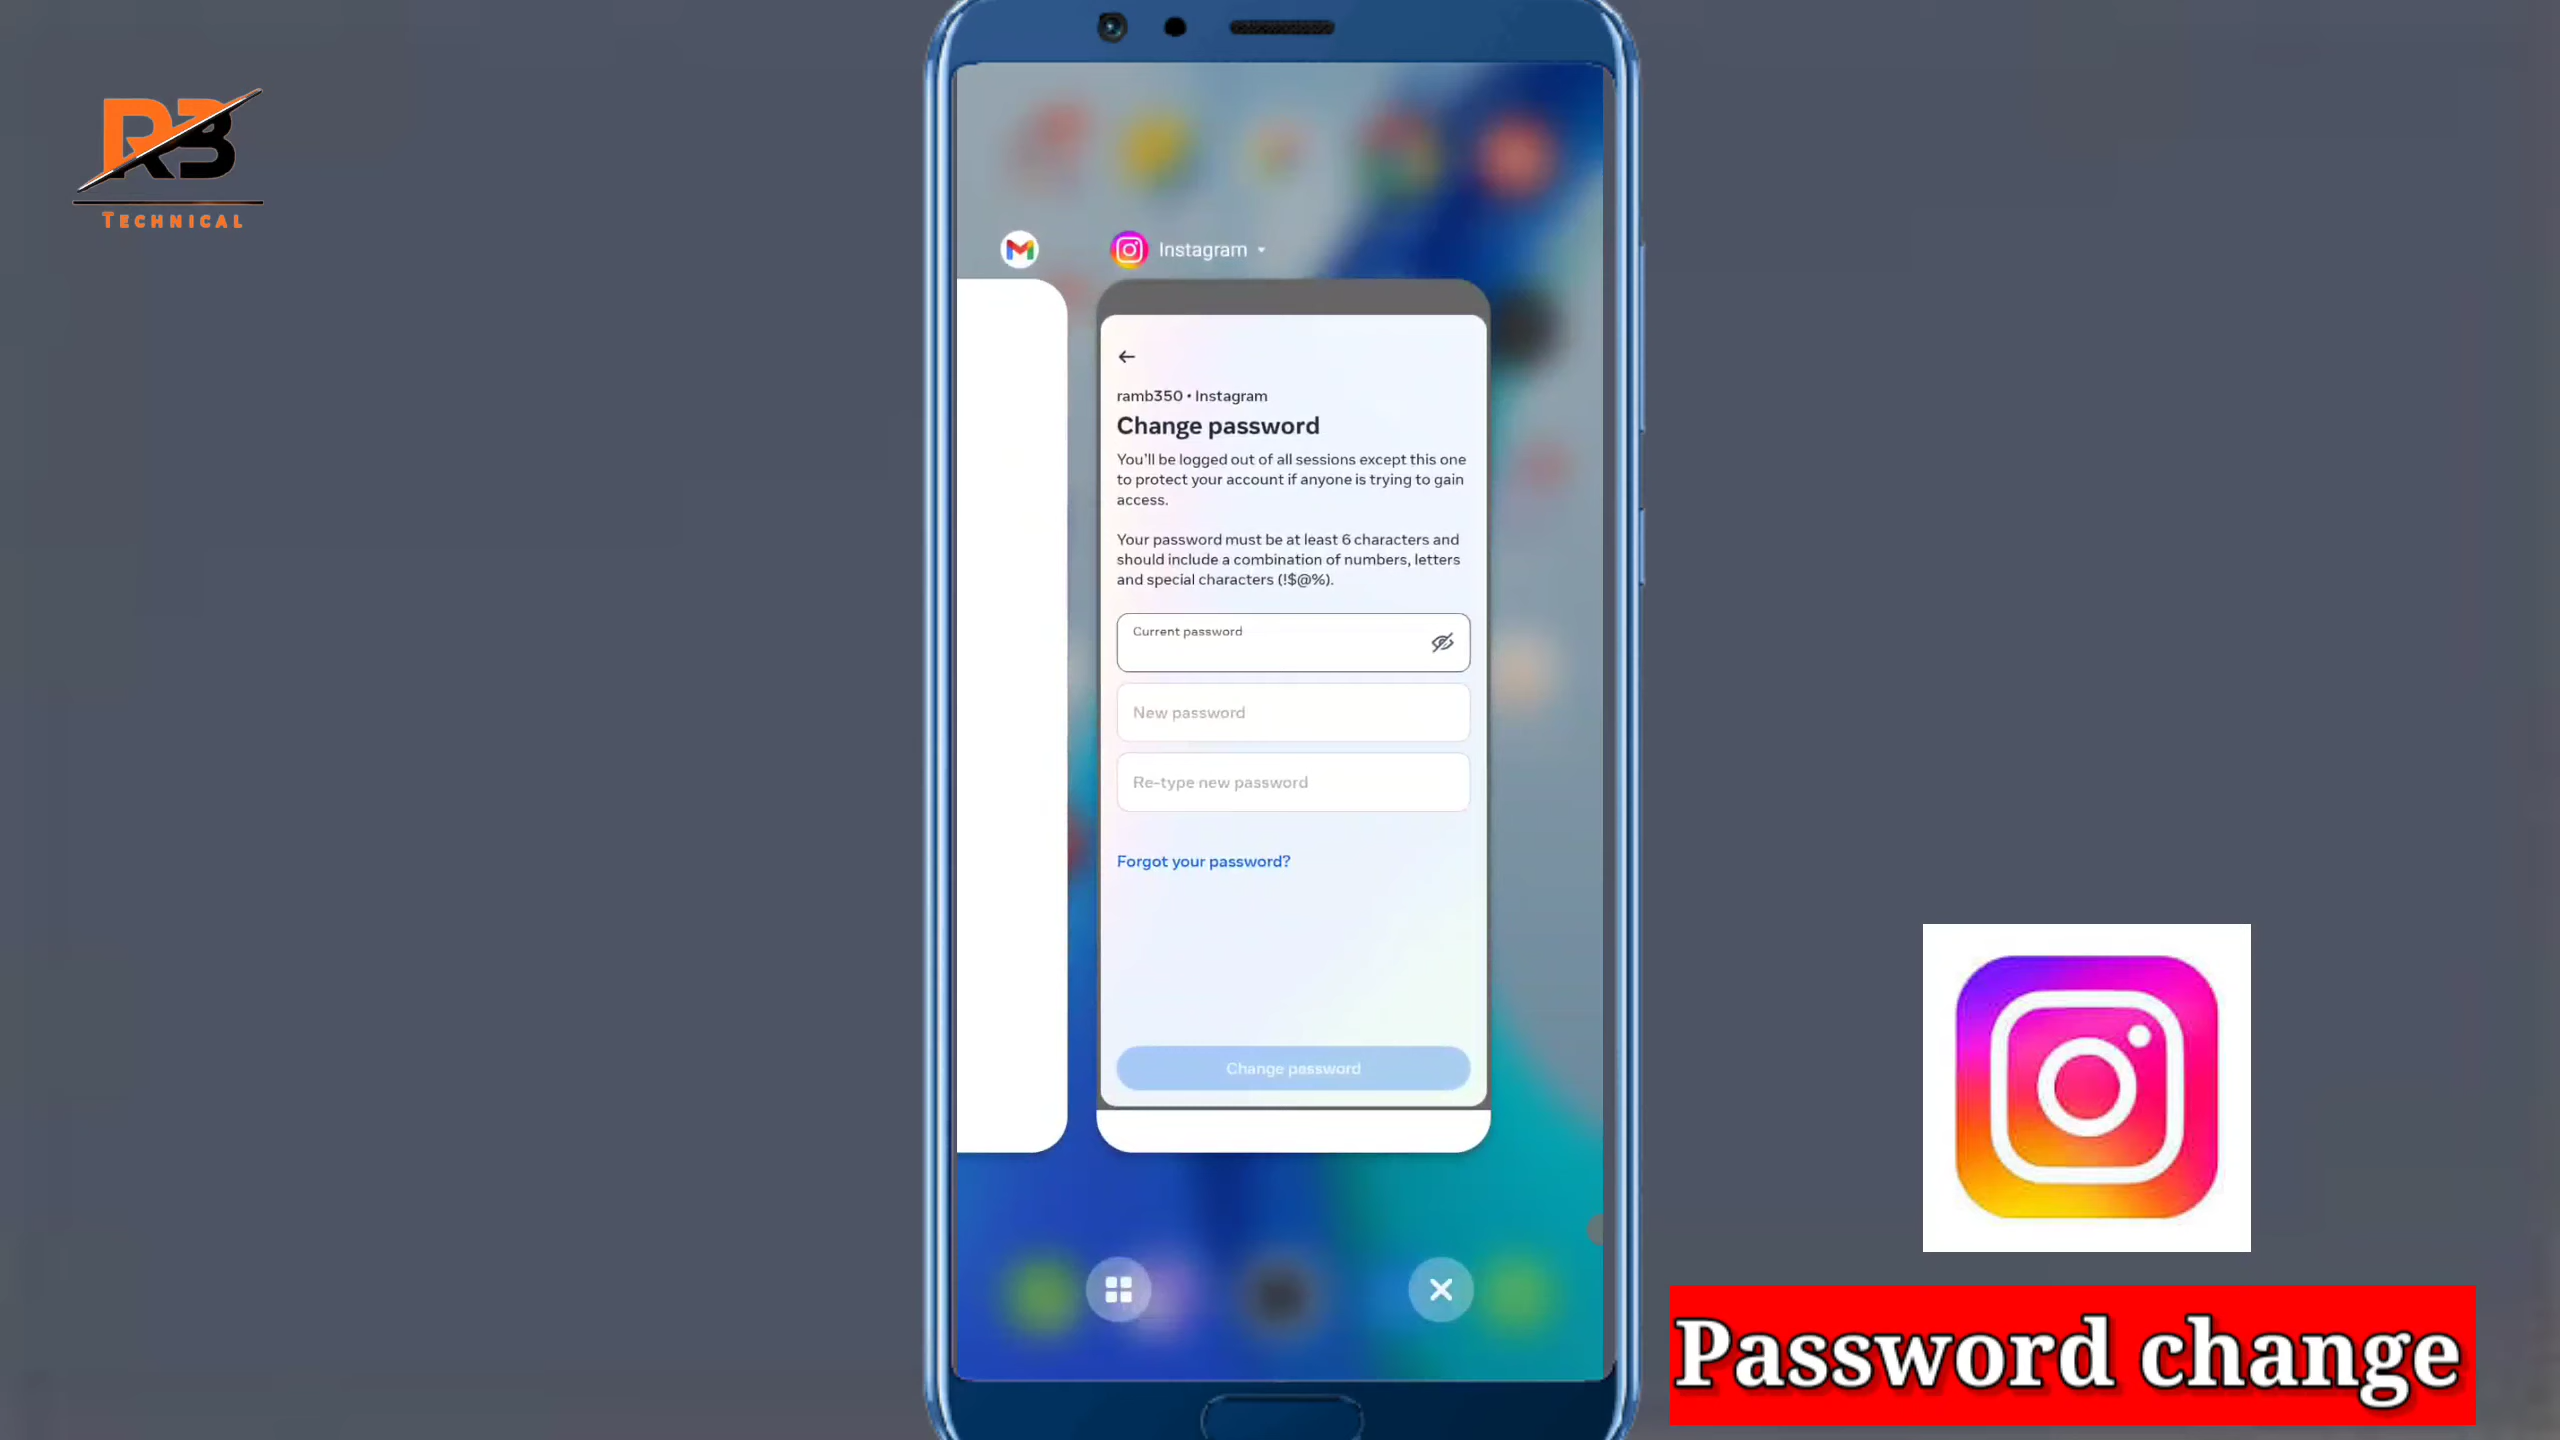 RB
TECHNICAL
Instagram
ramb350 • Instagram
Change password
You'll be logged out of all sessions except this one
to protect your account if anyone is trying to gain
access.
Your password must be at least 6 characters and
should include a combination of numbers, letters
and special characters (!$@%).
Current password
New password
Re-type new password
Forgot your password?
Change password
Password change